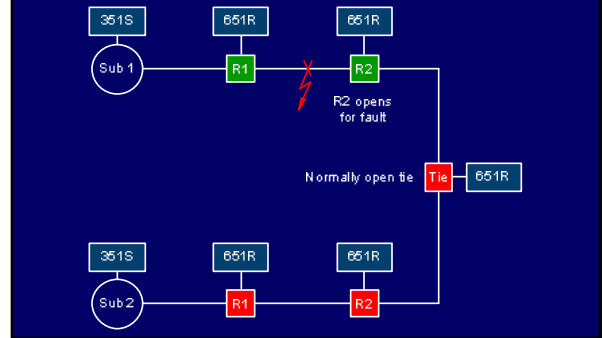 351S 651R 651R
Sub 1 R1 R2
R2 opens
for fault
Normally open tie Tie 651R
351S 651R 651R
Sub 2 R1 R2